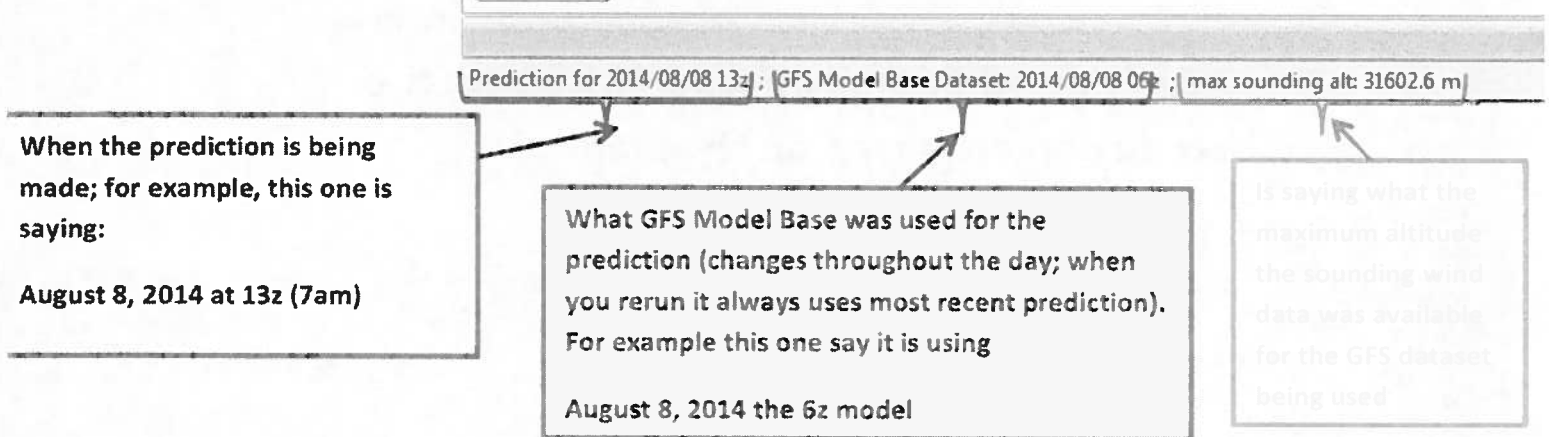 Prediction for 2014/08/08 13z ; GFS Model Base Dataset: 2014/08/08 06z ; max sounding alt: 31602.6 m
When the prediction is being
made; for example, this one is
saying:
August 8, 2014 at 13z (7am)
What GFS Model Base was used for the
prediction (changes throughout the day; when
you rerun it always uses most recent prediction).
For example this one say it is using
August 8, 2014 the 6z model
Is saying what the
maximum altitude
the sounding wind
data was available
for the GFS dataset
being used